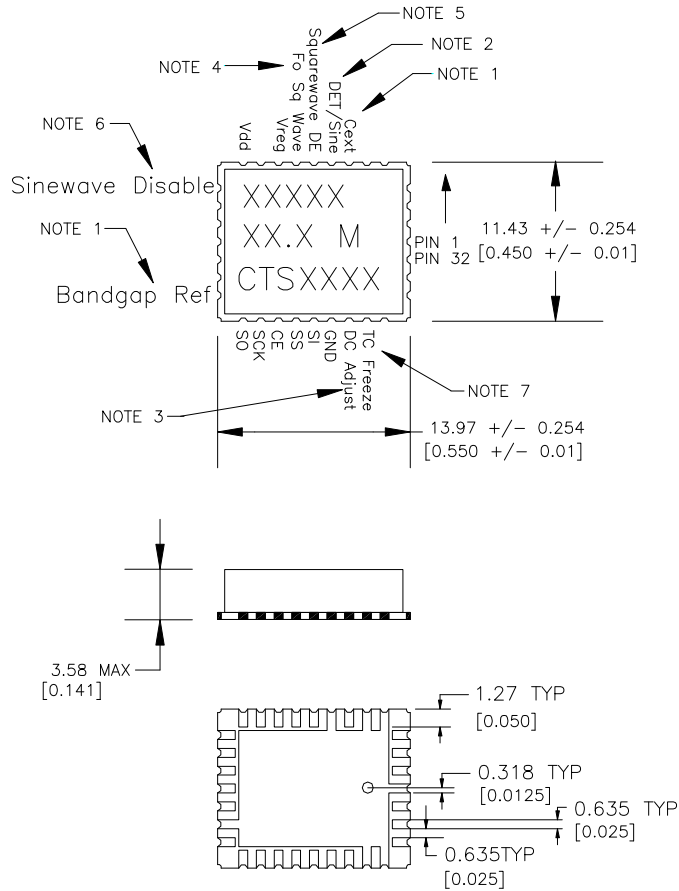 NOTE 5
NOTE 2
NOTE 4
NOTE 1
Squarewave DE
Fo Sq Wave
DET/Sine
Cext
Vreg
Vdd
NOTE 6
Sinewave Disable
NOTE 1
Bandgap Ref
XXXXX
XX.X M
CTSXXXX
PIN 1
PIN 32
11.43 +/- 0.254
[0.450 +/- 0.01]
SO
SCK
CE
SS
SI
GND
DC Adjust
TC Freeze
NOTE 7
NOTE 3
13.97 +/- 0.254
[0.550 +/- 0.01]
3.58 MAX
[0.141]
1.27 TYP
[0.050]
0.318 TYP
[0.0125]
0.635 TYP
[0.025]
0.635TYP
[0.025]